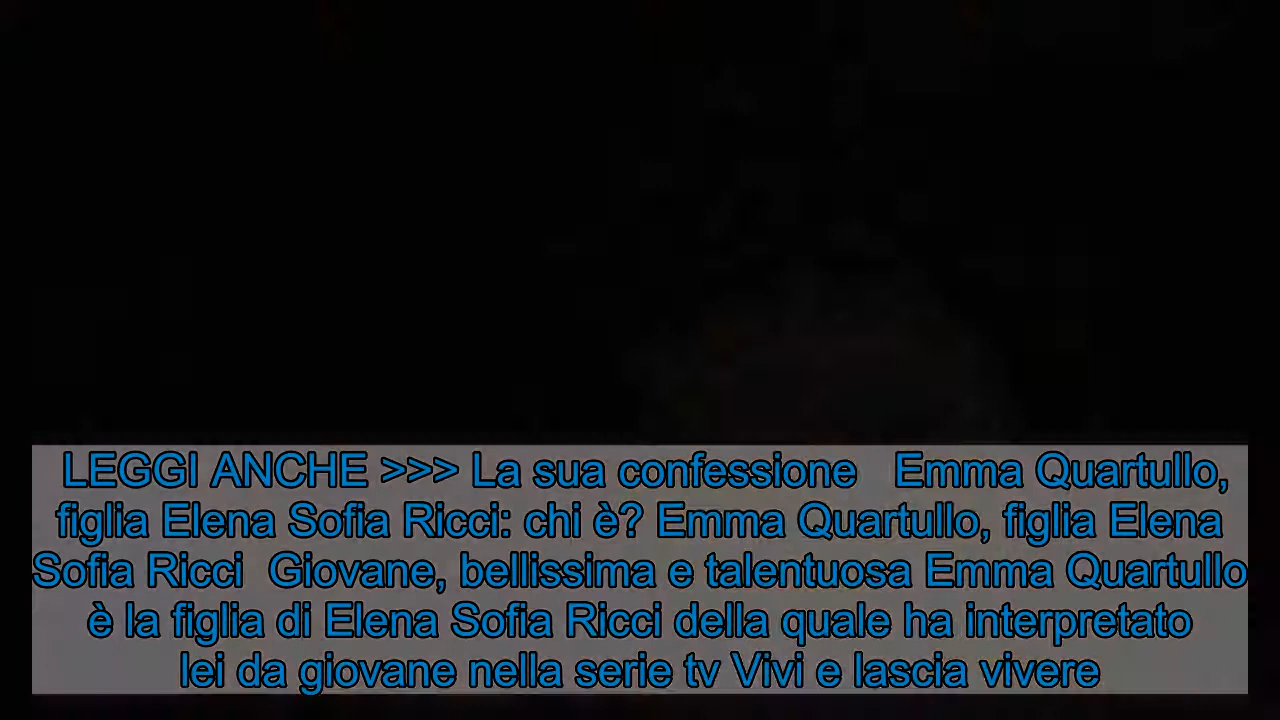 LEGGI ANCHE >>> La sua confessione   Emma Quartullo,
figlia Elena Sofia Ricci: chi è? Emma Quartullo, figlia Elena
Sofia Ricci  Giovane, bellissima e talentuosa Emma Quartullo
è la figlia di Elena Sofia Ricci della quale ha interpretato
lei da giovane nella serie tv Vivi e lascia vivere